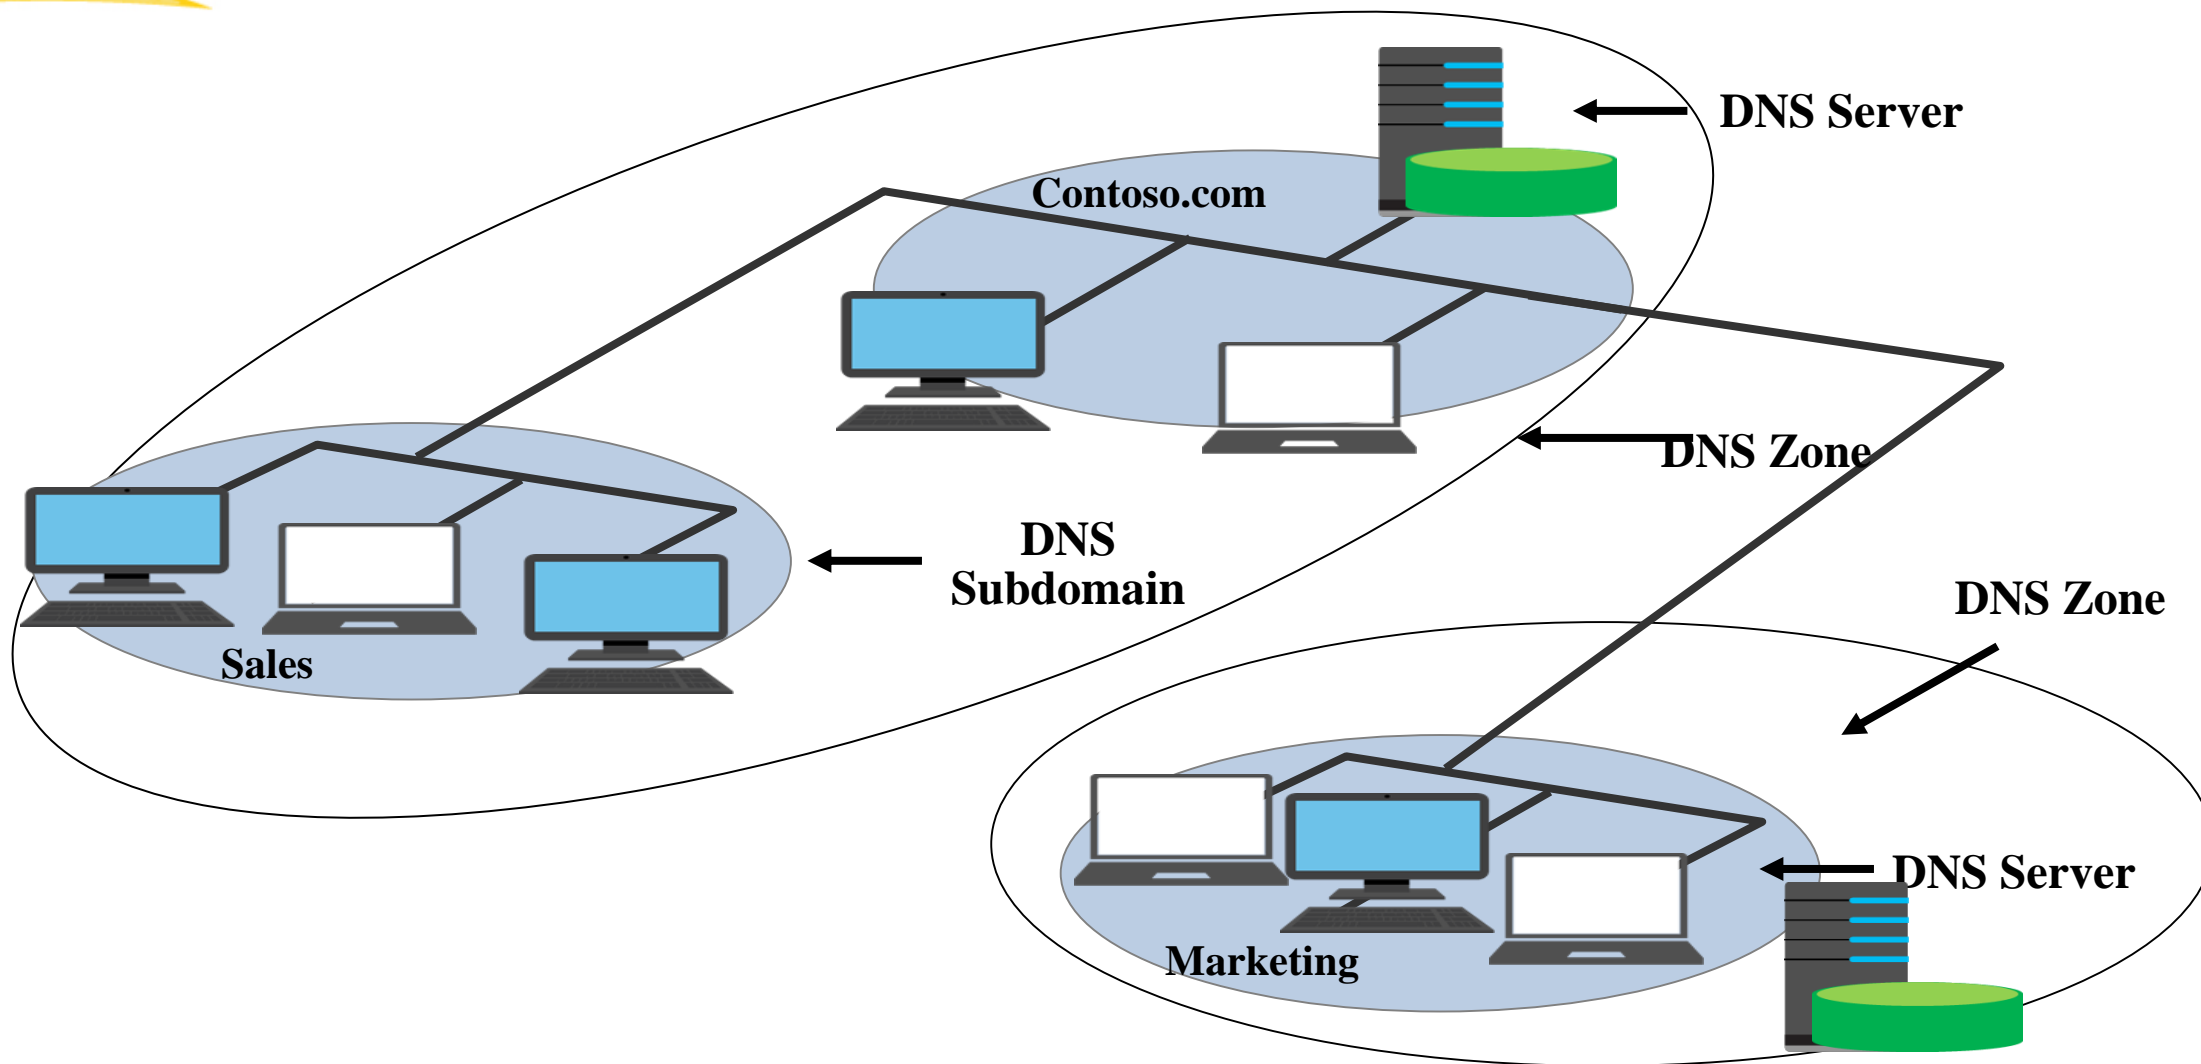 DNS Server
Contoso.com
DNS Zone
DNS
Subdomain
DNS Zone
Sales
DNS Server
Marketing